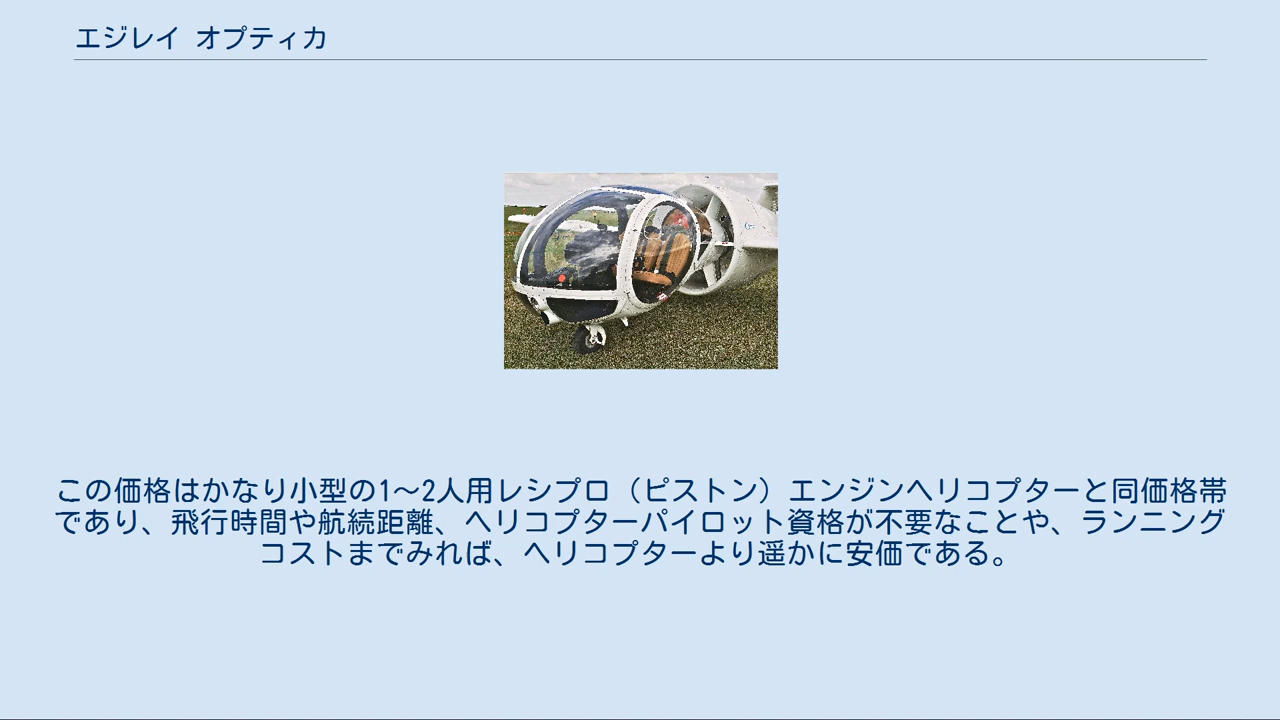 エジレイ オプティカ
この価格はかなり小型の1～2人用レシプロ（ピストン）エンジンヘリコプターと同価格帯
であり、飛行時間や航続距離、ヘリコプターパイロット資格が不要なことや、ランニング
コストまでみれば、ヘリコプターより遥かに安価である。